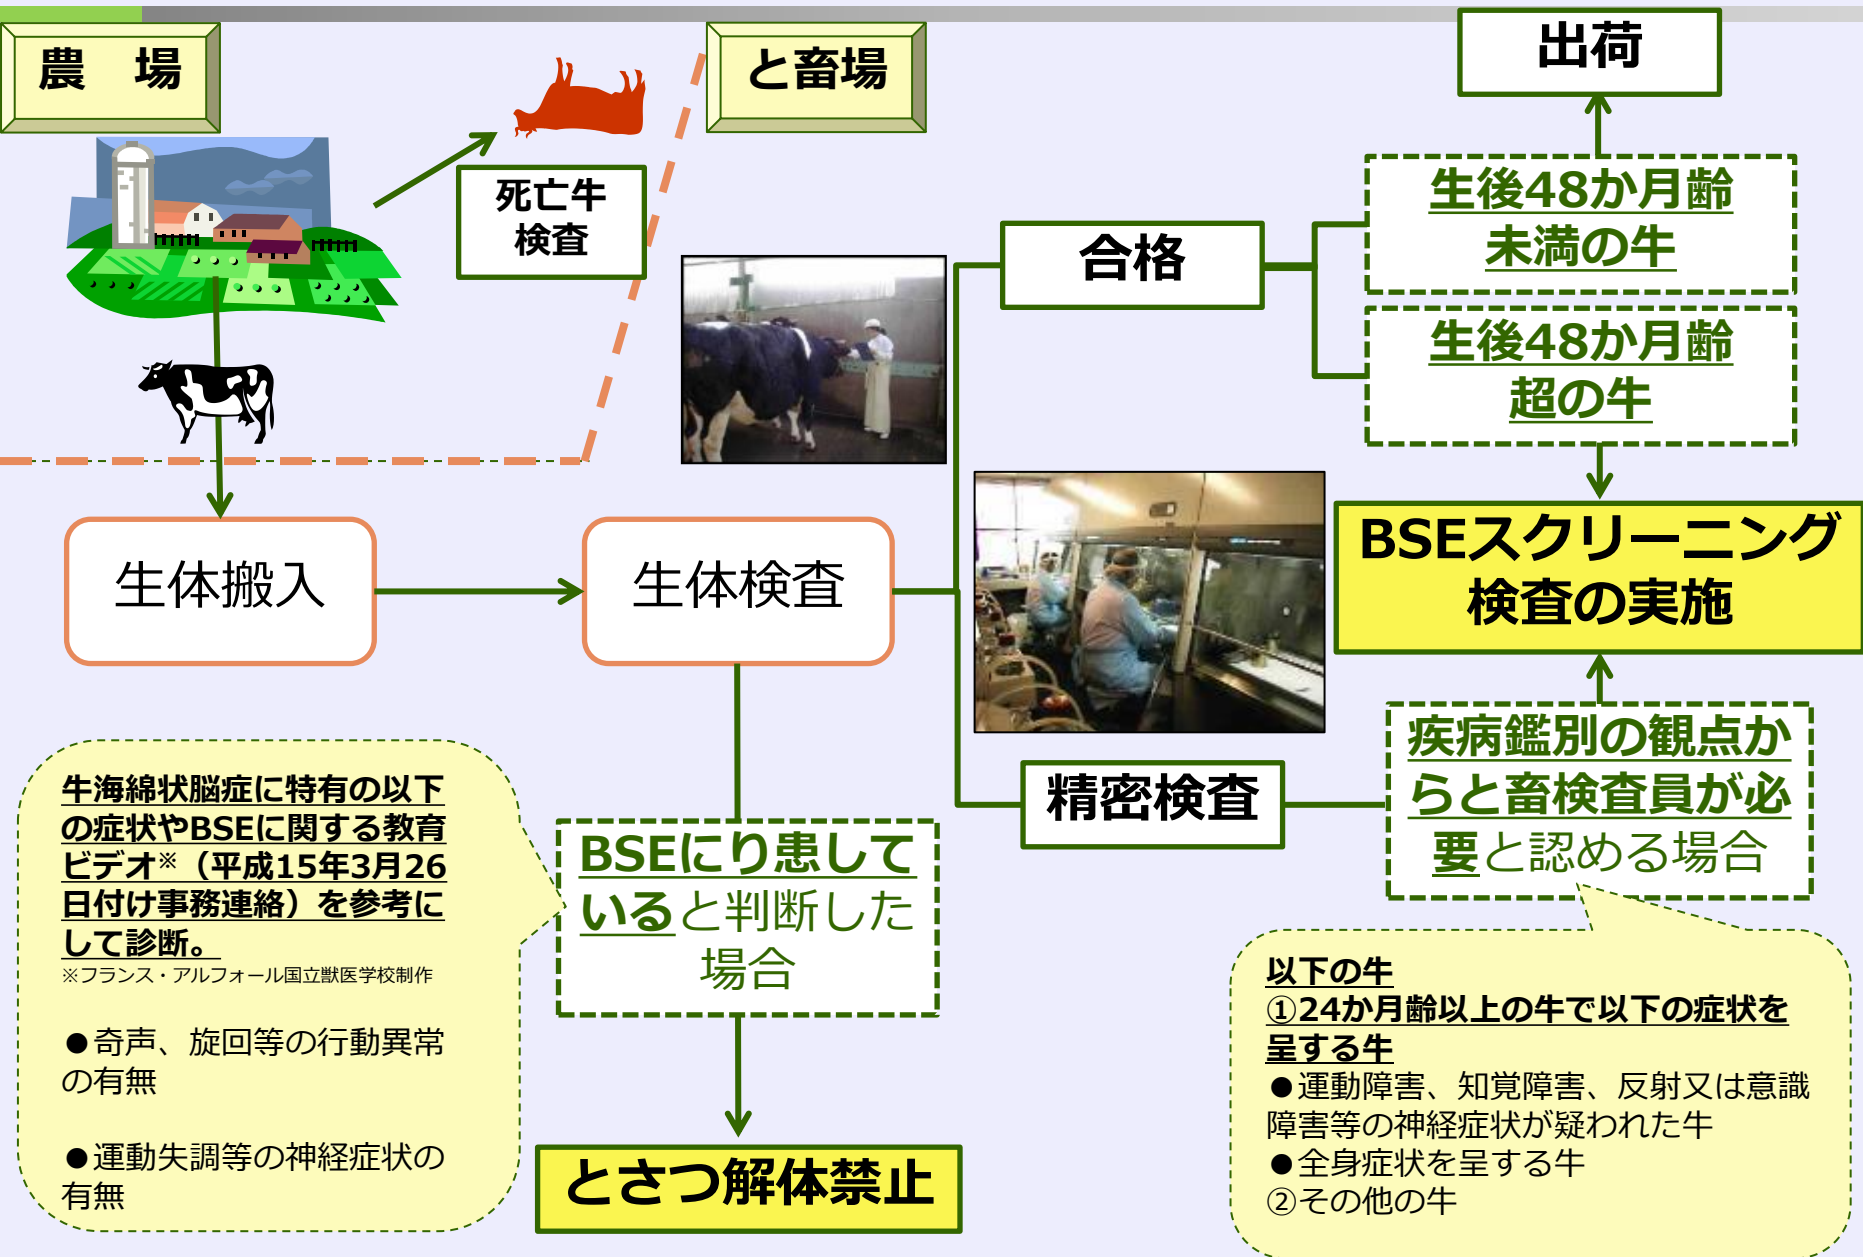 農　場
と畜場
出荷
死亡牛
検査
合格
生後48か月齢
未満の牛
生後48か月齢
超の牛
生体搬入
生体検査
BSEスクリーニング
検査の実施
精密検査
疾病鑑別の観点か
らと畜検査員が必
要と認める場合
牛海綿状脳症に特有の以下
の症状やBSEに関する教育
ビデオ※（平成15年3月26
日付け事務連絡）を参考に
して診断。
※フランス・アルフォール国立獣医学校制作
●奇声、旋回等の行動異常
の有無
●運動失調等の神経症状の
有無
BSEにり患して
いると判断した
場合
とさつ解体禁止
以下の牛
①24か月齢以上の牛で以下の症状を
呈する牛
●運動障害、知覚障害、反射又は意識
障害等の神経症状が疑われた牛
●全身症状を呈する牛
②その他の牛